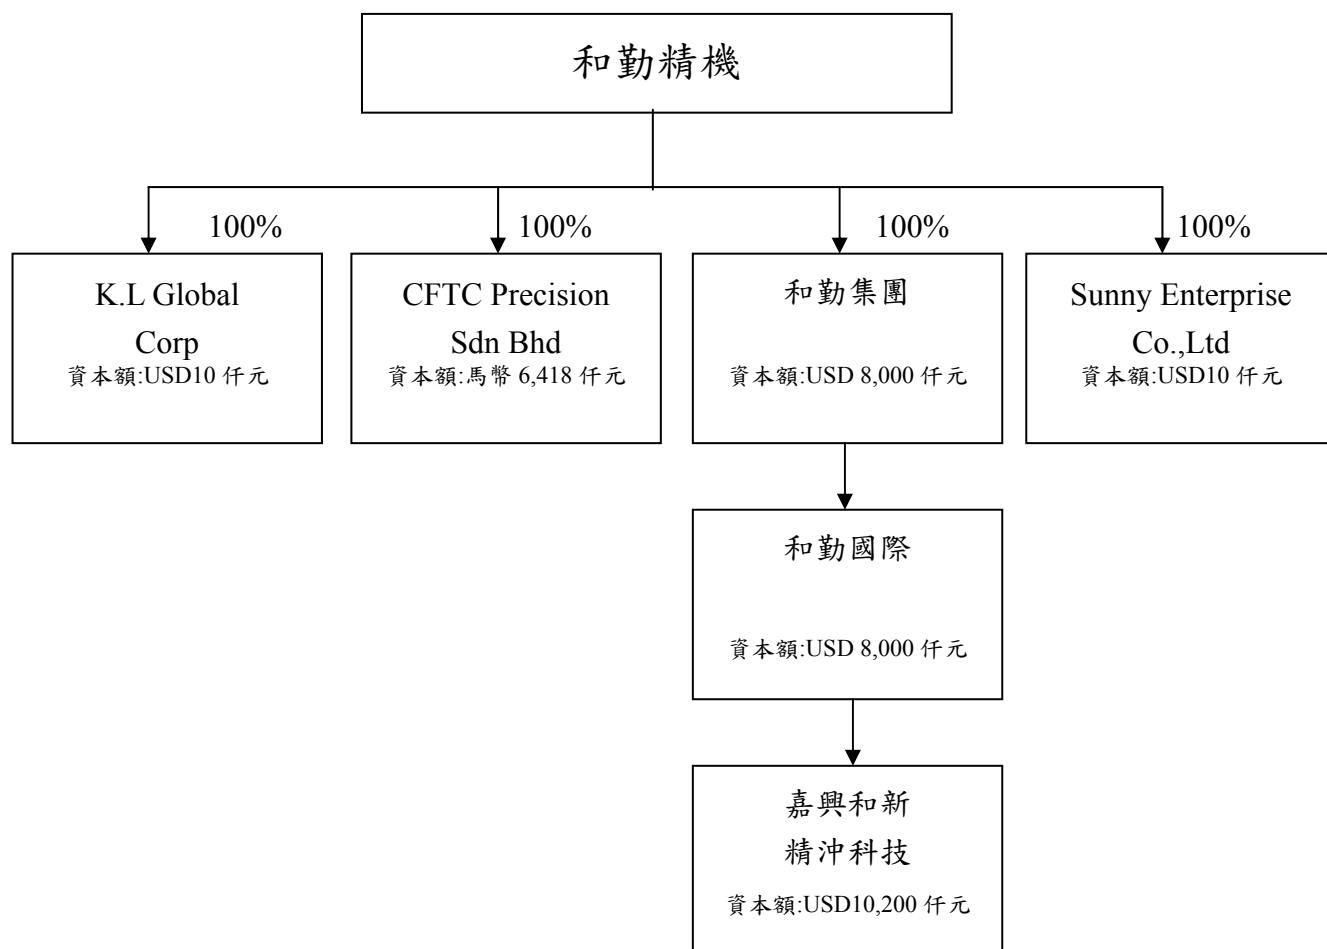 和勤精機
100%
100%
100%
100%
K.L Global
Corp
資本額:USD10 仟元
CFTC Precision
Sdn Bhd
資本額:馬幣 6,418 仟元
和勤集團
資本額:USD 8,000 仟元
Sunny Enterprise
Co.,Ltd
資本額:USD10 仟元
和勤國際
資本額:USD 8,000 仟元
嘉興和新
精沖科技
資本額:USD10,200 仟元